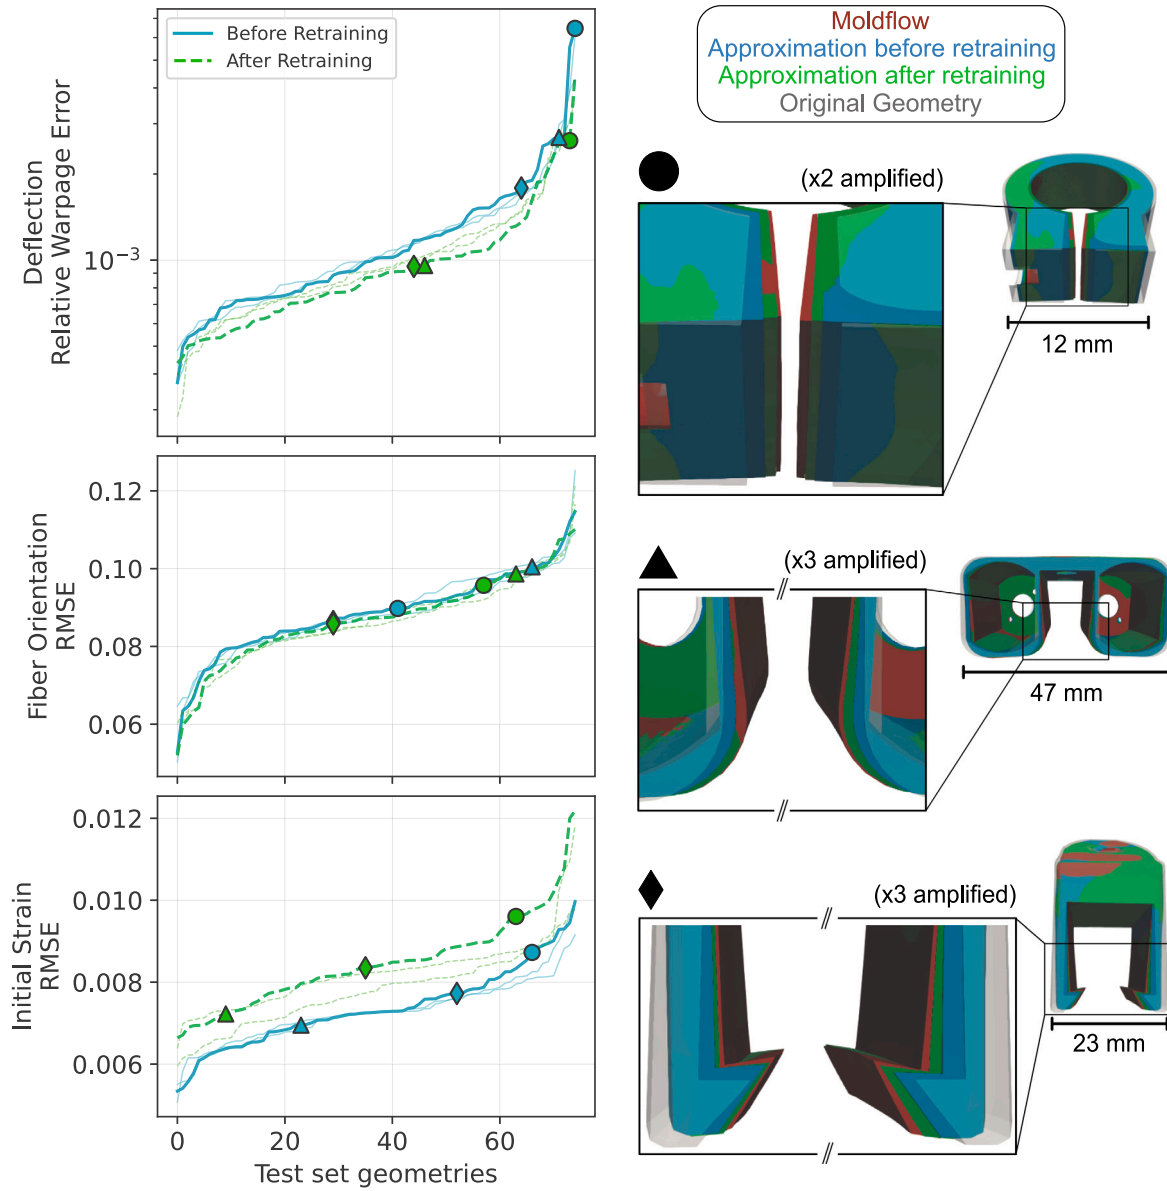 Before Retraining
After Retraining
Deflection
Relative Warpage Error
10⁻³
Fiber Orientation
RMSE
0.12
0.10
0.08
0.06
Initial Strain
RMSE
0.012
0.010
0.008
0.006
0
20
40
60
Test set geometries
Moldflow
Approximation before retraining
Approximation after retraining
Original Geometry
(x2 amplified)
12 mm
(x3 amplified)
47 mm
(x3 amplified)
23 mm